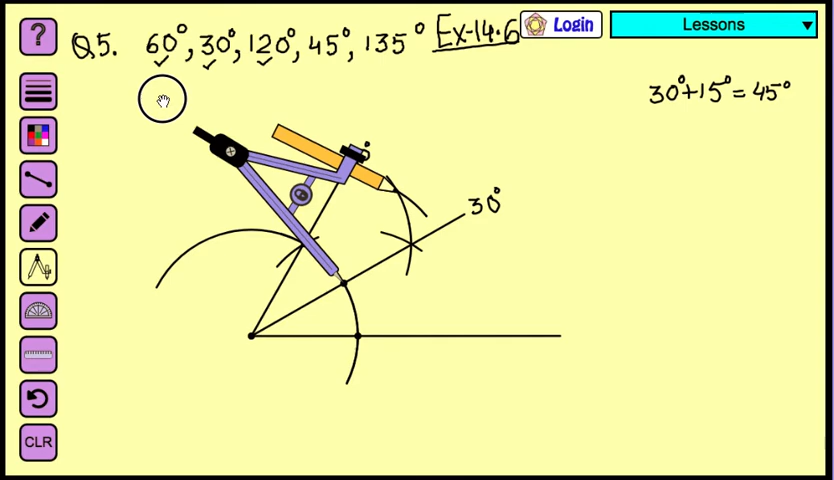 Q5. 60°, 30°, 120°, 45°, 135° Ex-14.6
Login
Lessons
?
30°+15°=45°
30°
CLR